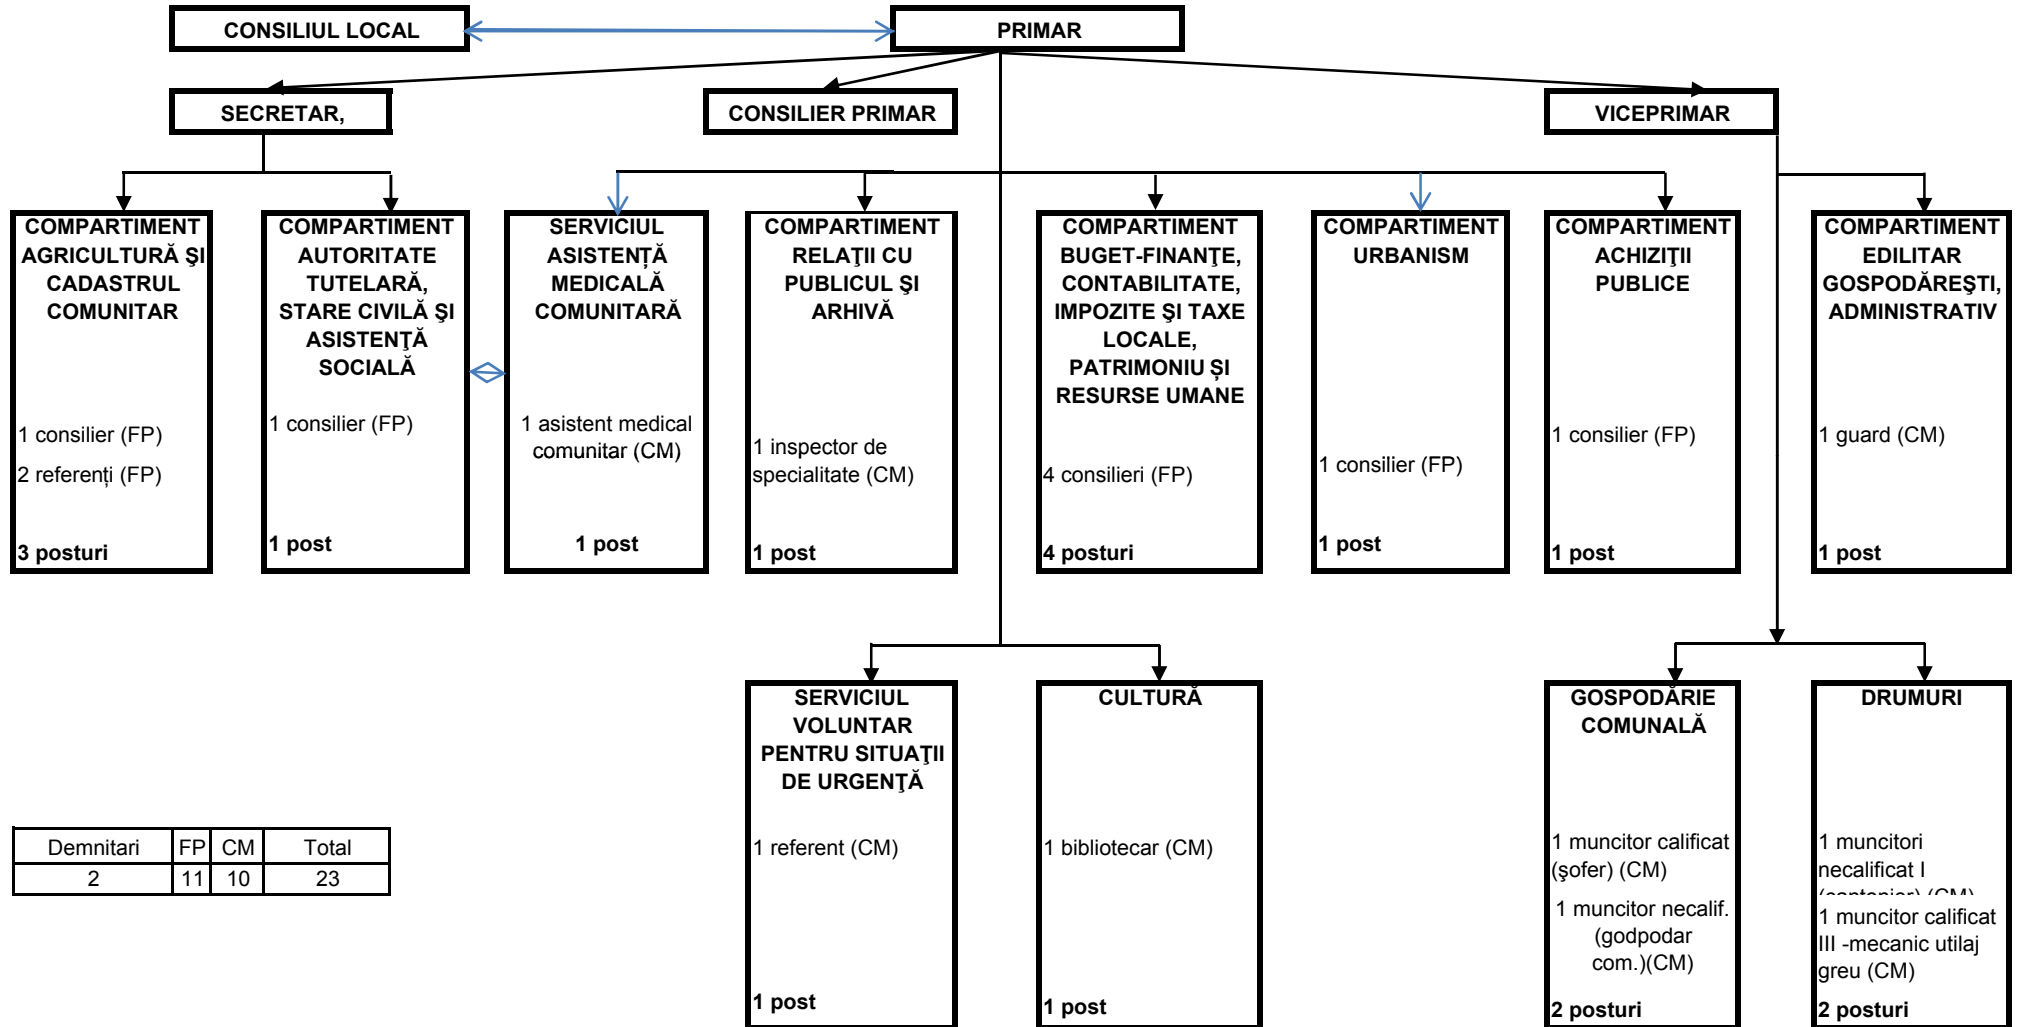 CONSILIUL LOCAL
PRIMAR
SECRETAR,
CONSILIER PRIMAR
VICEPRIMAR
COMPARTIMENT
AGRICULTURĂ ŞI
CADASTRUL
COMUNITAR
1 consilier (FP)
2 referenți (FP)
3 posturi
COMPARTIMENT
AUTORITATE
TUTELARĂ,
STARE CIVILĂ ŞI
ASISTENŢĂ
SOCIALĂ
1 consilier (FP)
1 post
SERVICIUL
ASISTENȚĂ
MEDICALĂ
COMUNITARĂ
1 asistent medical
comunitar (CM)
1 post
COMPARTIMENT
RELAŢII CU
PUBLICUL ŞI
ARHIVĂ
1 inspector de
specialitate (CM)
1 post
COMPARTIMENT
BUGET-FINANŢE,
CONTABILITATE,
IMPOZITE ŞI TAXE
LOCALE,
PATRIMONIU ȘI
RESURSE UMANE
4 consilieri (FP)
4 posturi
COMPARTIMENT
URBANISM
1 consilier (FP)
1 post
COMPARTIMENT
ACHIZIŢII
PUBLICE
1 consilier (FP)
1 post
COMPARTIMENT
EDILITAR
GOSPODĂREŞTI,
ADMINISTRATIV
1 guard (CM)
1 post
SERVICIUL
VOLUNTAR
PENTRU SITUAŢII
DE URGENŢĂ
1 referent (CM)
1 post
CULTURĂ
1 bibliotecar (CM)
1 post
GOSPODĂRIE
COMUNALĂ
1 muncitor calificat
(şofer) (CM)
1 muncitor necalif.
(godpodar
com.)(CM)
2 posturi
DRUMURI
1 muncitori
necalificat I
(cantonier) (CM)
1 muncitor calificat
III -mecanic utilaj
greu (CM)
2 posturi
Demnitari FP CM Total
2 11 10 23